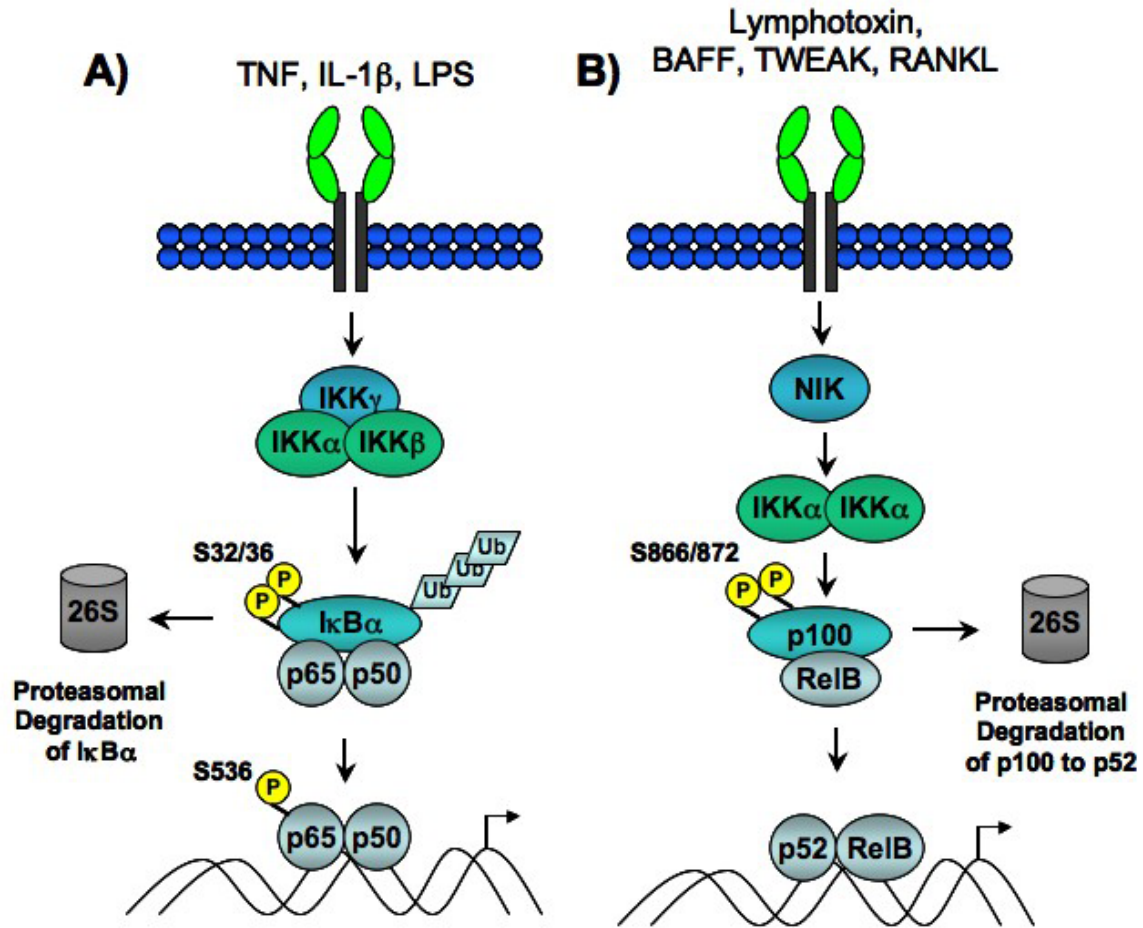 A)
TNF, IL-1β, LPS
IKKγ
IKKα
IKKβ
S32/36
P
P
Ub
Ub
Ub
IκBα
p65
p50
26S
Proteasomal
Degradation
of IκBα
S536
P
p65
p50
B)
Lymphotoxin,
BAFF, TWEAK, RANKL
NIK
IKKα
IKKα
S866/872
P
P
p100
RelB
26S
Proteasomal
Degradation
of p100 to p52
p52
RelB